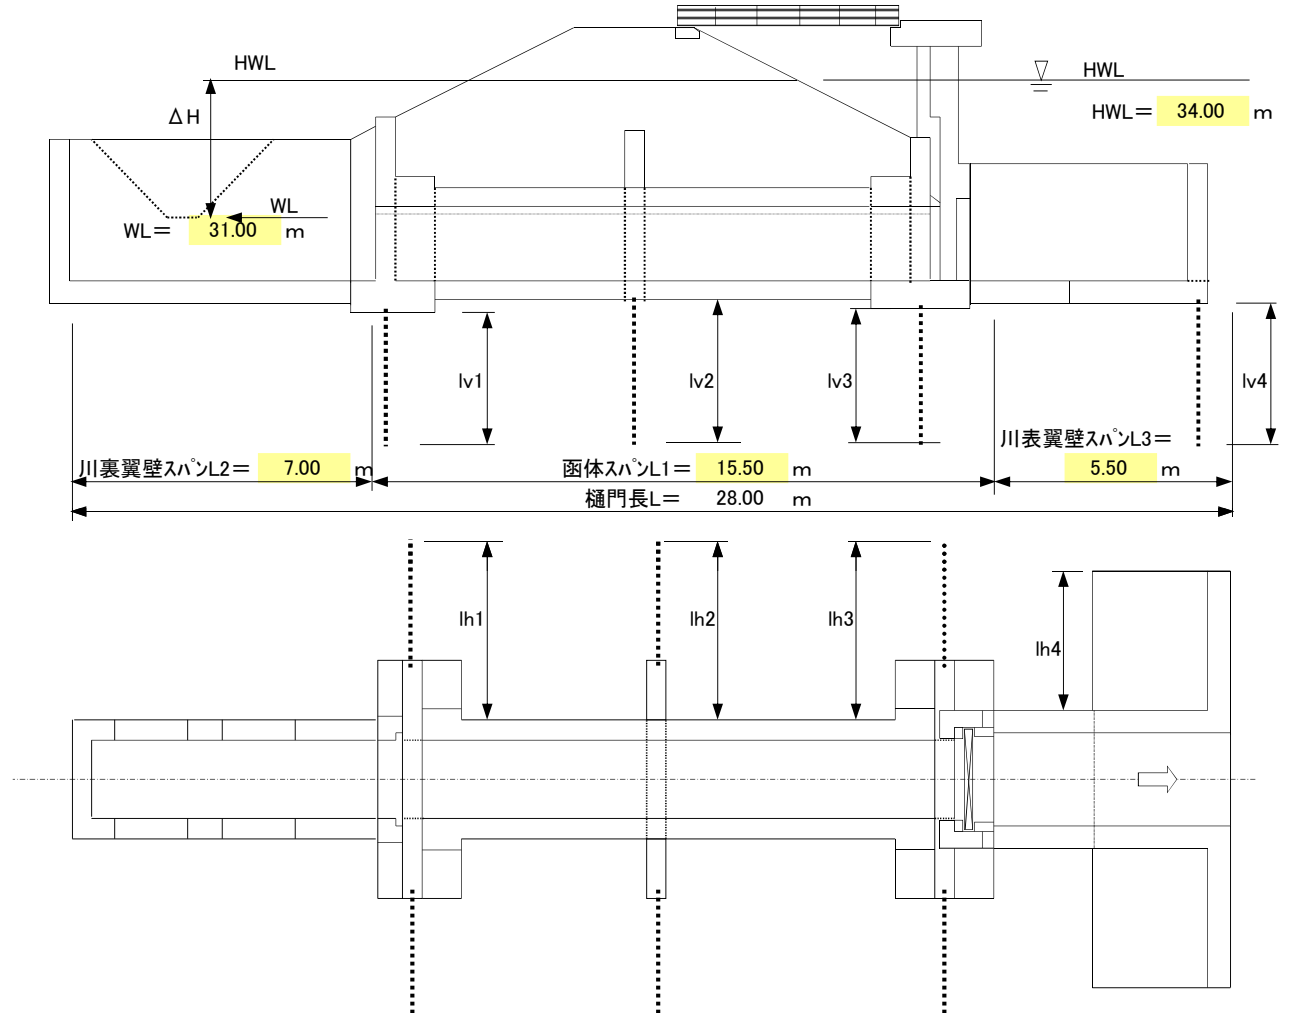 HWL
HWL
ΔH
HWL＝ 34.00 ｍ
WL
WL＝ 31.00 ｍ
lv1
lv2
lv3
lv4
川表翼壁ｽﾊﾟﾝL3＝
川裏翼壁ｽﾊﾟﾝL2＝ 7.00 ｍ
函体ｽﾊﾟﾝL1＝ 15.50 ｍ
5.50 ｍ
樋門長L＝ 28.00 ｍ
lh1
lh2
lh3
lh4